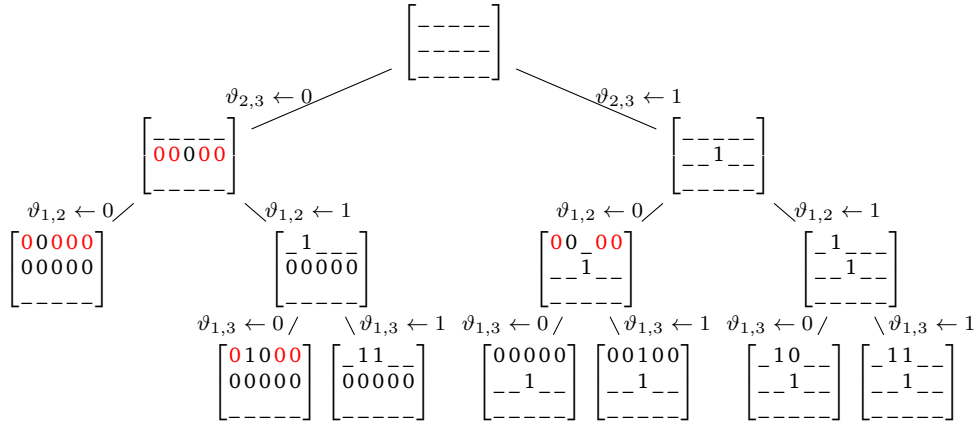 _ _ _ _ _
_ _ _ _ _
_ _ _ _ _
ϑ2,3 ← 0
ϑ2,3 ← 1
_ _ _ _ _
0 0 0 0 0
_ _ _ _ _
_ _ _ _ _
_ _ 1 _ _
_ _ _ _ _
ϑ1,2 ← 0
ϑ1,2 ← 1
ϑ1,2 ← 0
ϑ1,2 ← 1
0 0 0 0 0
0 0 0 0 0
_ _ _ _ _
_ 1 _ _ _
0 0 0 0 0
_ _ _ _ _
0 0 _ 0 0
_ _ 1 _ _
_ _ _ _ _
_ 1 _ _ _
_ _ 1 _ _
_ _ _ _ _
ϑ1,3 ← 0
ϑ1,3 ← 1
ϑ1,3 ← 0
ϑ1,3 ← 1
ϑ1,3 ← 0
ϑ1,3 ← 1
0 1 0 0 0
0 0 0 0 0
_ _ _ _ _
_ 1 1 _ _
0 0 0 0 0
_ _ _ _ _
0 0 0 0 0
_ _ 1 _ _
_ _ _ _ _
0 0 1 0 0
_ _ 1 _ _
_ _ _ _ _
_ 1 0 _ _
_ _ 1 _ _
_ _ _ _ _
_ 1 1 _ _
_ _ 1 _ _
_ _ _ _ _